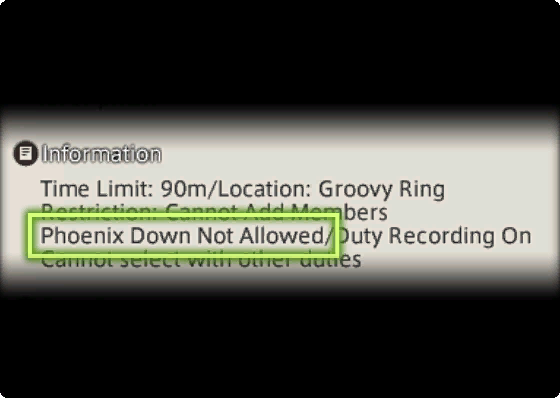 Information
Time Limit: 90m/Location: Groovy Ring
Restriction: Cannot Add Members
Phoenix Down Not Allowed/Duty Recording On
Cannot select with other duties